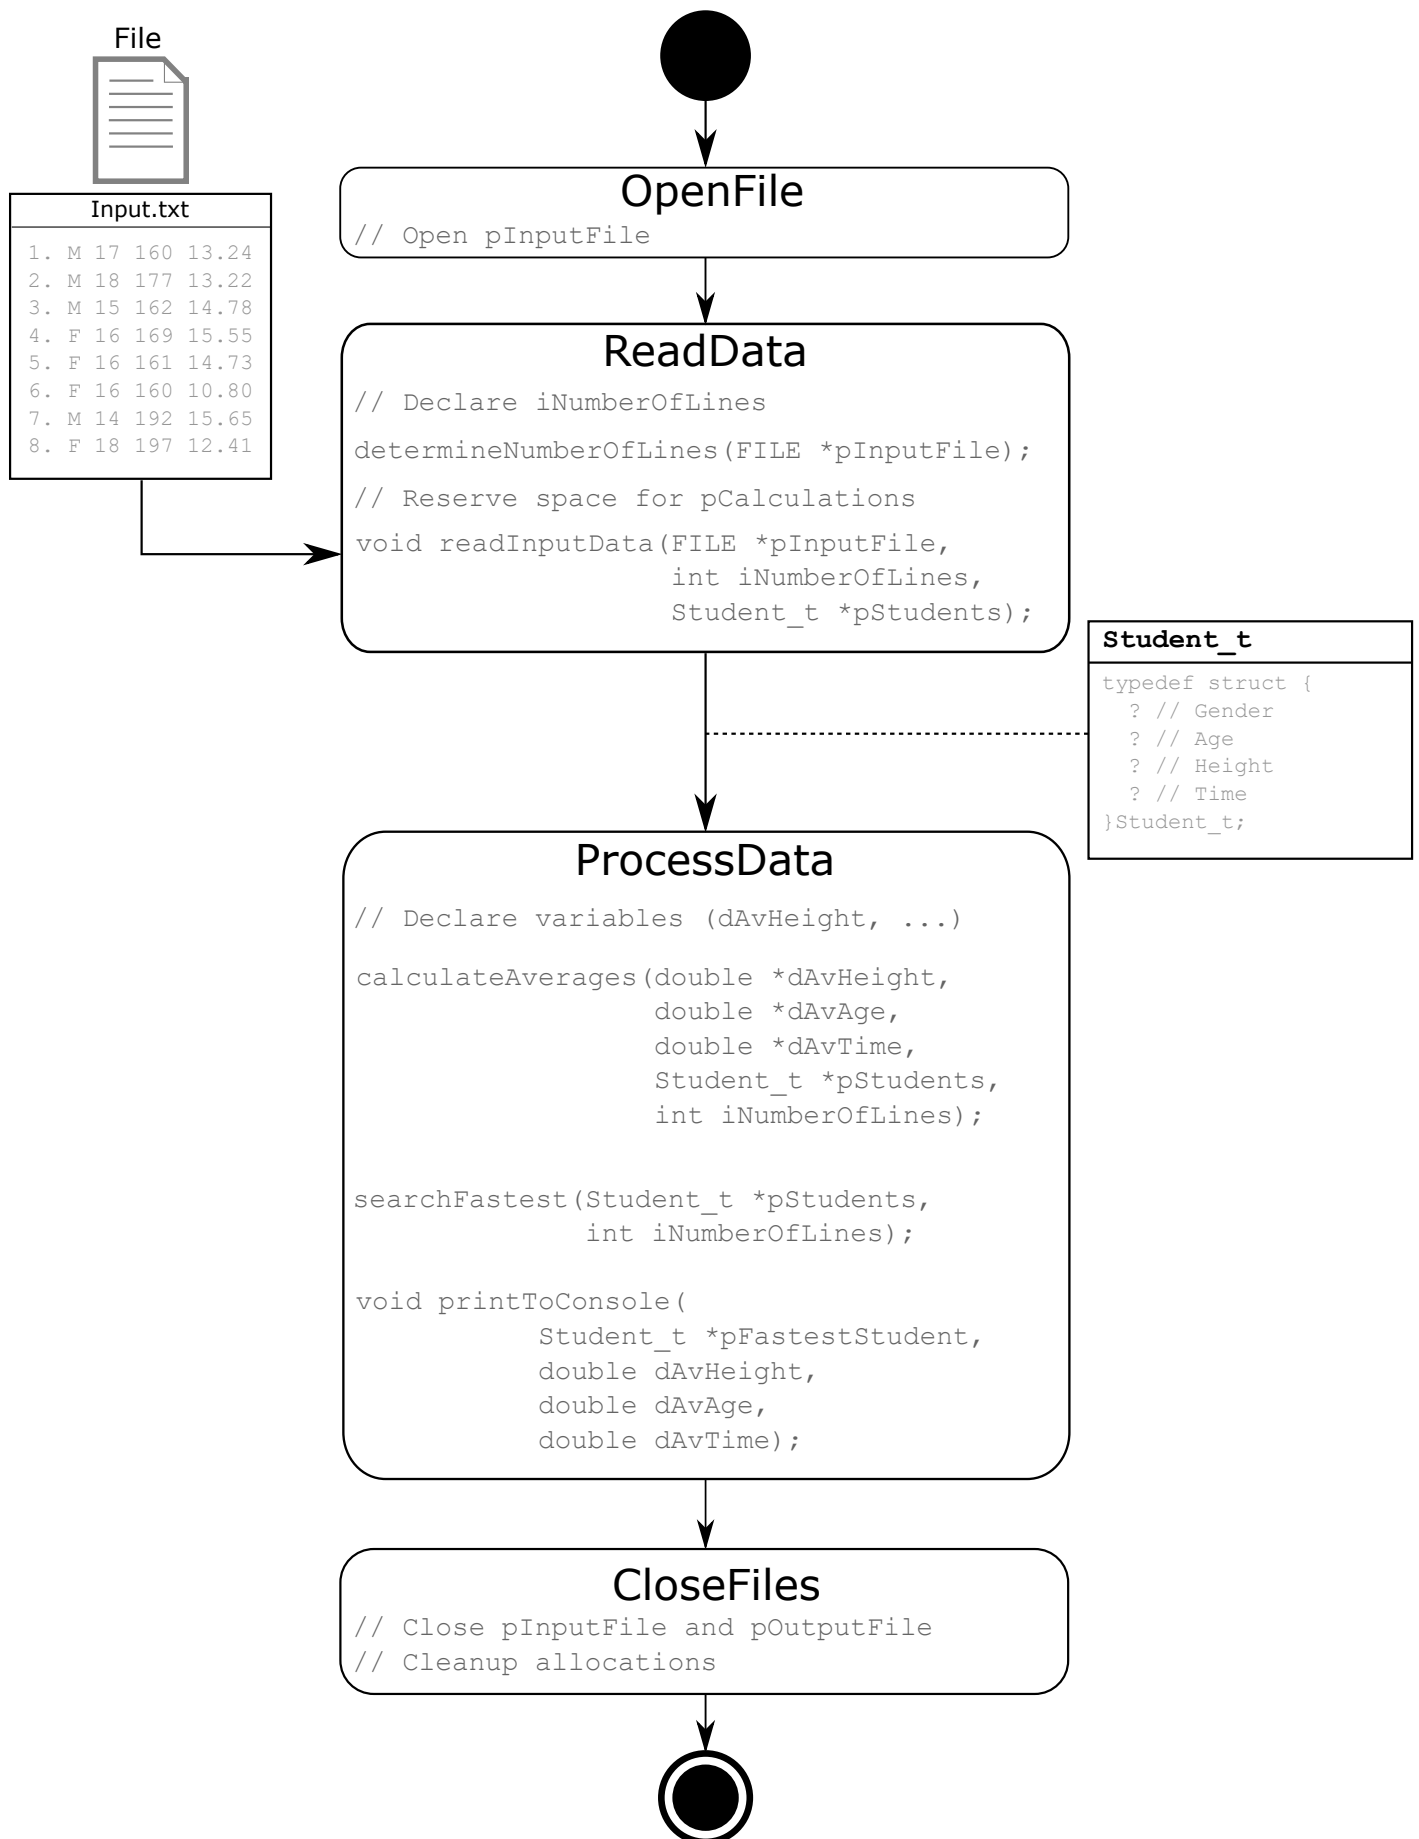 File
Input.txt
1. M 17 160 13.24
2. M 18 177 13.22
3. M 15 162 14.78
4. F 16 169 15.55
5. F 16 161 14.73
6. F 16 160 10.80
7. M 14 192 15.65
8. F 18 197 12.41
OpenFile
// Open pInputFile
ReadData
// Declare iNumberOfLines
determineNumberOfLines(FILE *pInputFile);
// Reserve space for pCalculations
void readInputData(FILE *pInputFile,
int iNumberOfLines,
Student_t *pStudents);
Student_t
typedef struct {
? // Gender
? // Age
? // Height
? // Time
}Student_t;
ProcessData
// Declare variables (dAvHeight, ...)
calculateAverages(double *dAvHeight,
double *dAvAge,
double *dAvTime,
Student_t *pStudents,
int iNumberOfLines);
searchFastest(Student_t *pStudents,
int iNumberOfLines);
void printToConsole(
Student_t *pFastestStudent,
double dAvHeight,
double dAvAge,
double dAvTime);
CloseFiles
// Close pInputFile and pOutputFile
// Cleanup allocations